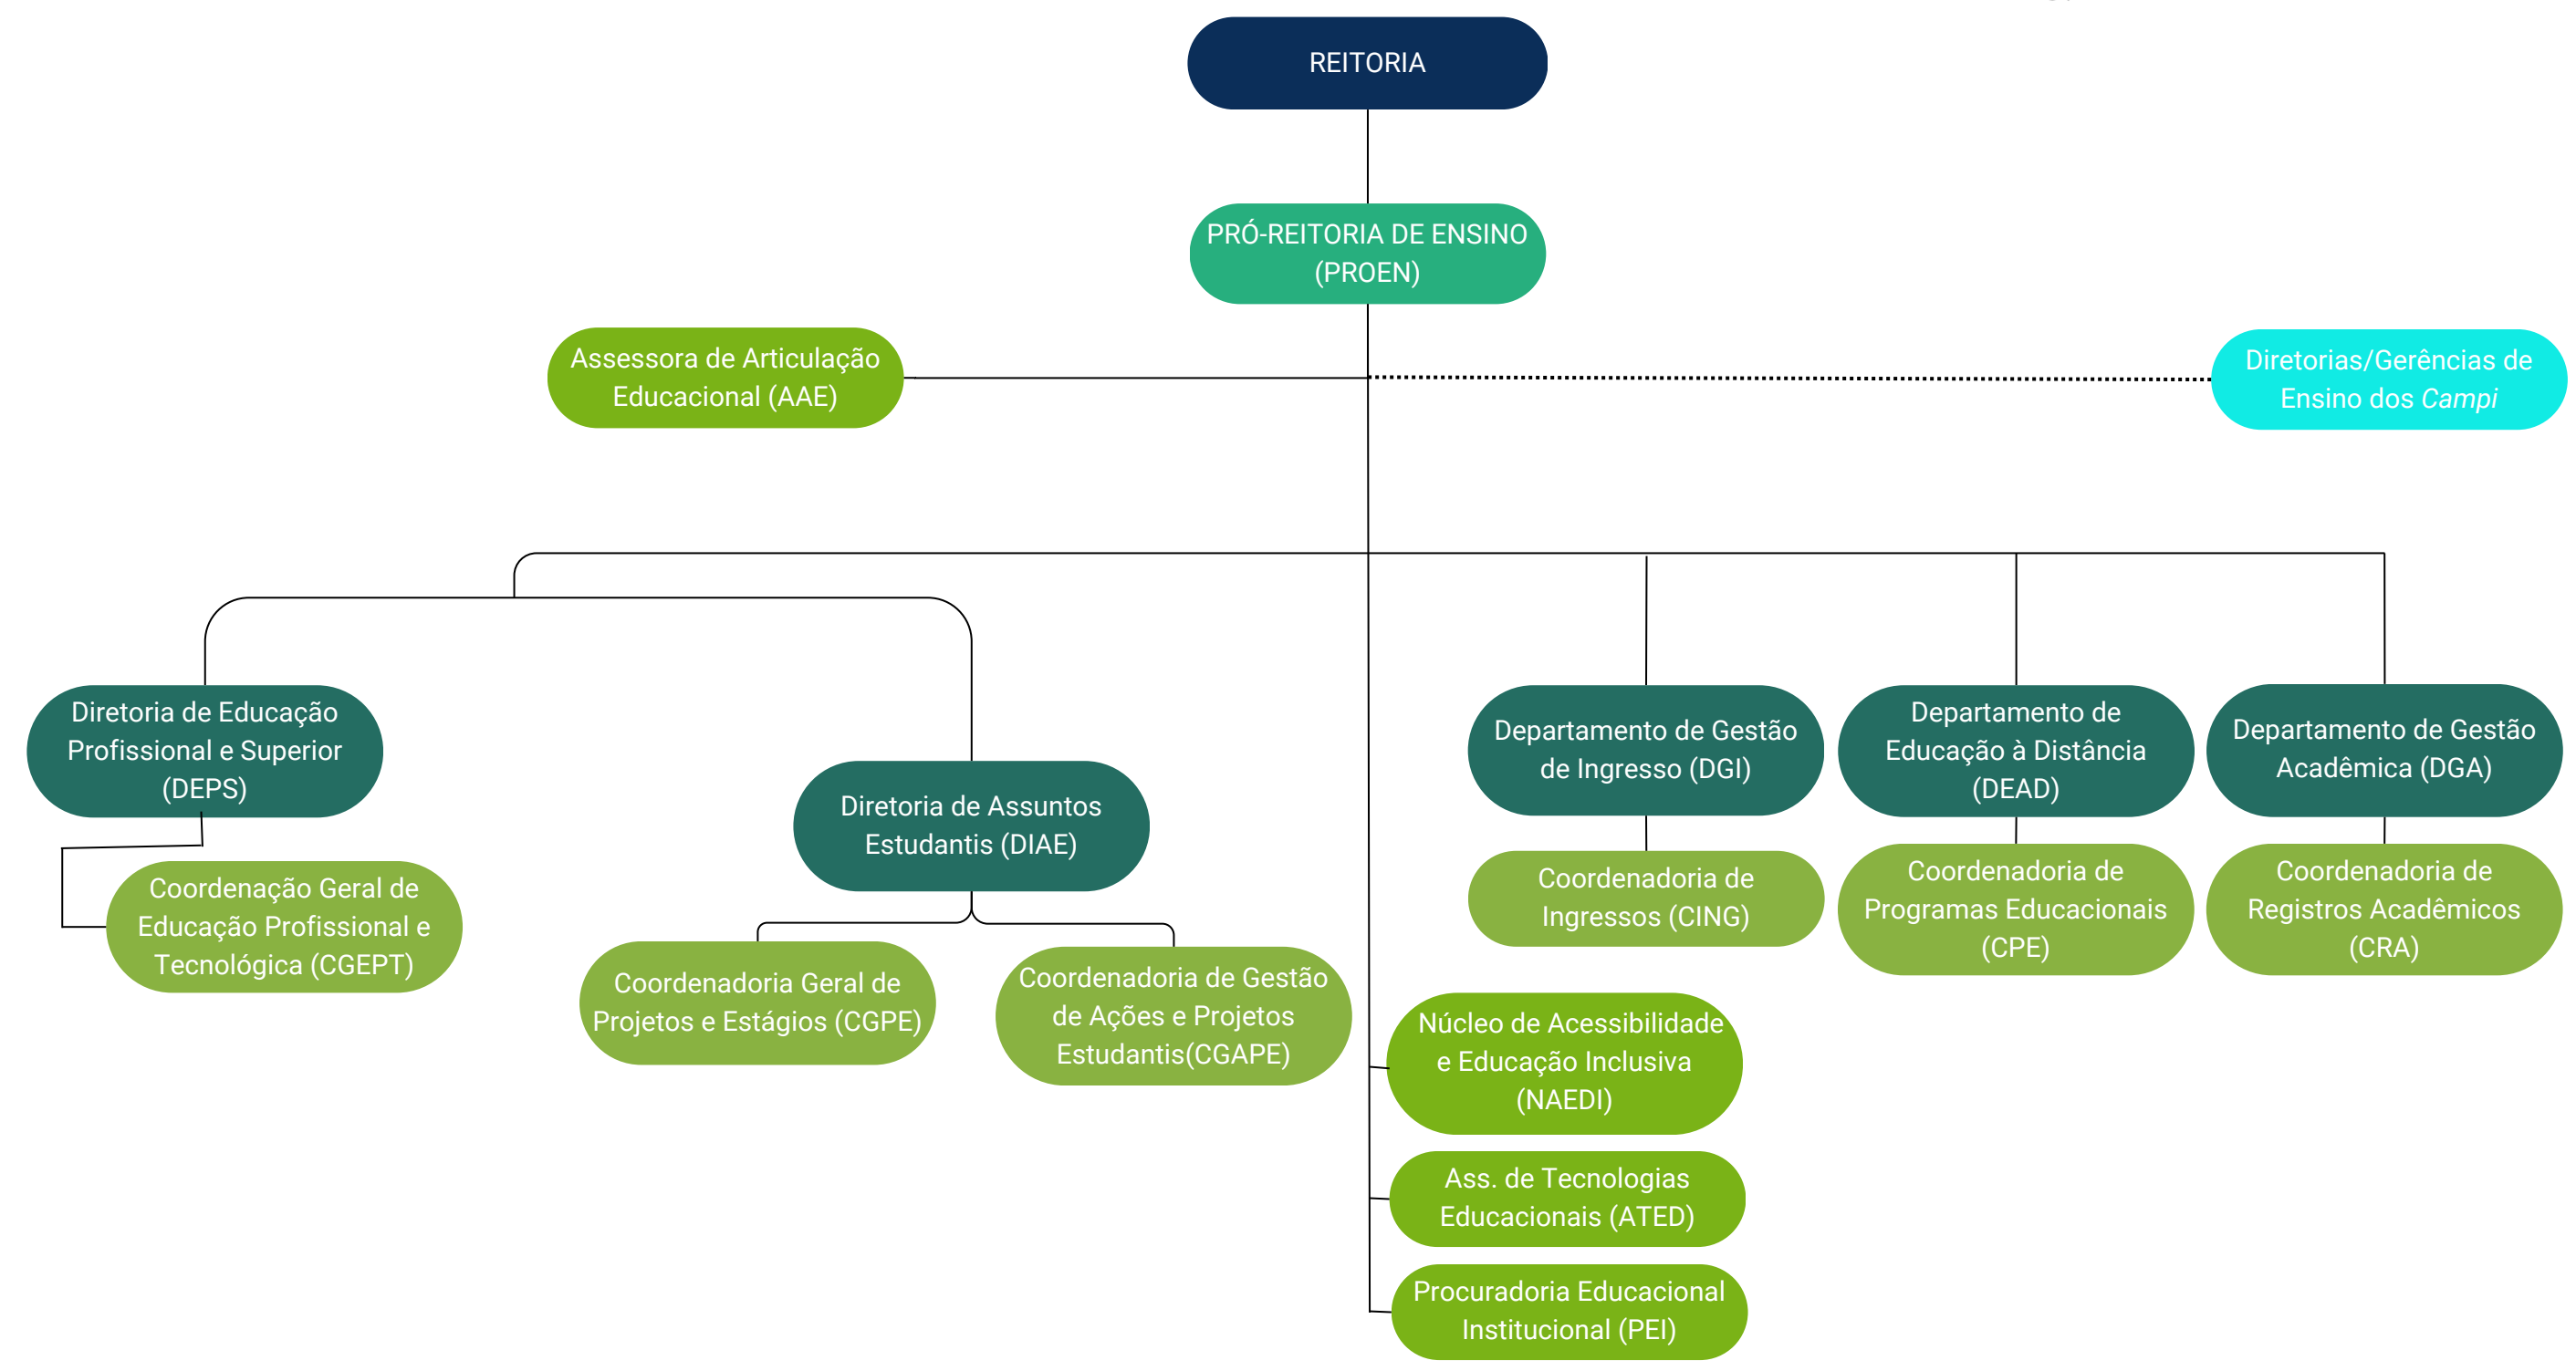 REITORIA
PRÓ-REITORIA DE ENSINO
(PROEN)
Assessora de Articulação
Educacional (AAE)
Diretorias/Gerências de
Ensino dos Campi
Diretoria de Educação
Profissional e Superior
(DEPS)
Coordenação Geral de
Educação Profissional e
Tecnológica (CGEPT)
Diretoria de Assuntos
Estudantis (DIAE)
Coordenadoria Geral de
Projetos e Estágios (CGPE)
Coordenadoria de Gestão
de Ações e Projetos
Estudantis(CGAPE)
Departamento de Gestão
de Ingresso (DGI)
Coordenadoria de
Ingressos (CING)
Departamento de
Educação à Distância
(DEAD)
Coordenadoria de
Programas Educacionais
(CPE)
Departamento de Gestão
Acadêmica (DGA)
Coordenadoria de
Registros Acadêmicos
(CRA)
Núcleo de Acessibilidade
e Educação Inclusiva
(NAEDI)
Ass. de Tecnologias
Educacionais (ATED)
Procuradoria Educacional
Institucional (PEI)